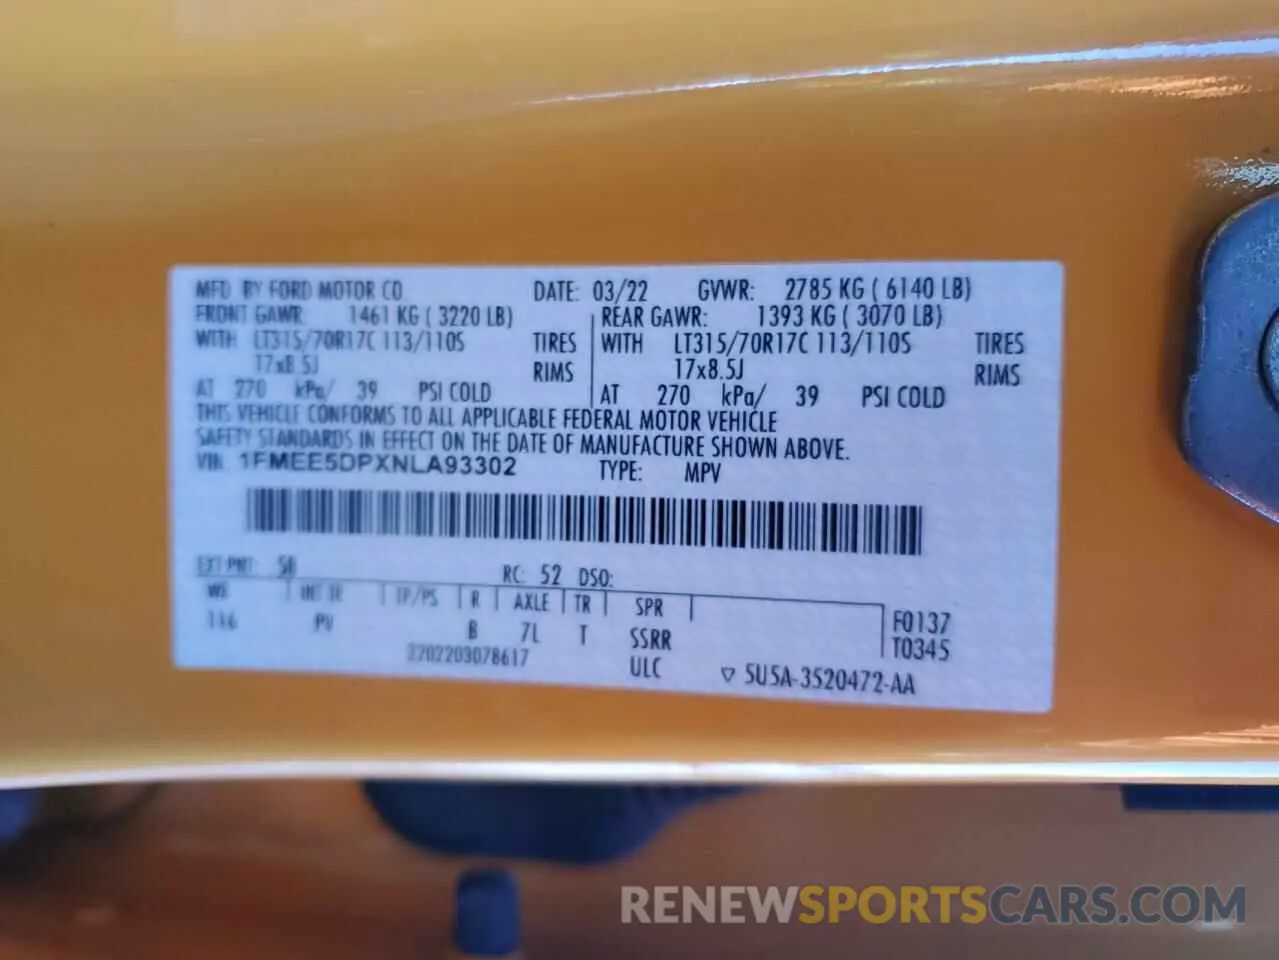 MFD BY FORD MOTOR CO. DATE: 03/22 GVWR: 2785 KG ( 6140 LB)
FRONT GAWR: 1461 KG ( 3220 LB) REAR GAWR: 1393 KG ( 3070 LB)
WITH LT315/70R17C 113/110S TIRES WITH LT315/70R17C 113/110S TIRES
17x8.5J RIMS 17x8.5J RIMS
AT 270 kPa/ 39 PSI COLD AT 270 kPa/ 39 PSI COLD
THIS VEHICLE CONFORMS TO ALL APPLICABLE FEDERAL MOTOR VEHICLE
SAFETY STANDARDS IN EFFECT ON THE DATE OF MANUFACTURE SHOWN ABOVE.
VIN: 1FMEE5DPXNLA93302 TYPE: MPV
EXT PNT: SB RC: 52 DSO:
WB INT TR TP/PS R AXLE TR SPR F0137
116 PV B 7L T SSRR T0345
3202203078617 ULC ▽ 5U5A-3520472-AA
RENEWSPORTSCARS.COM